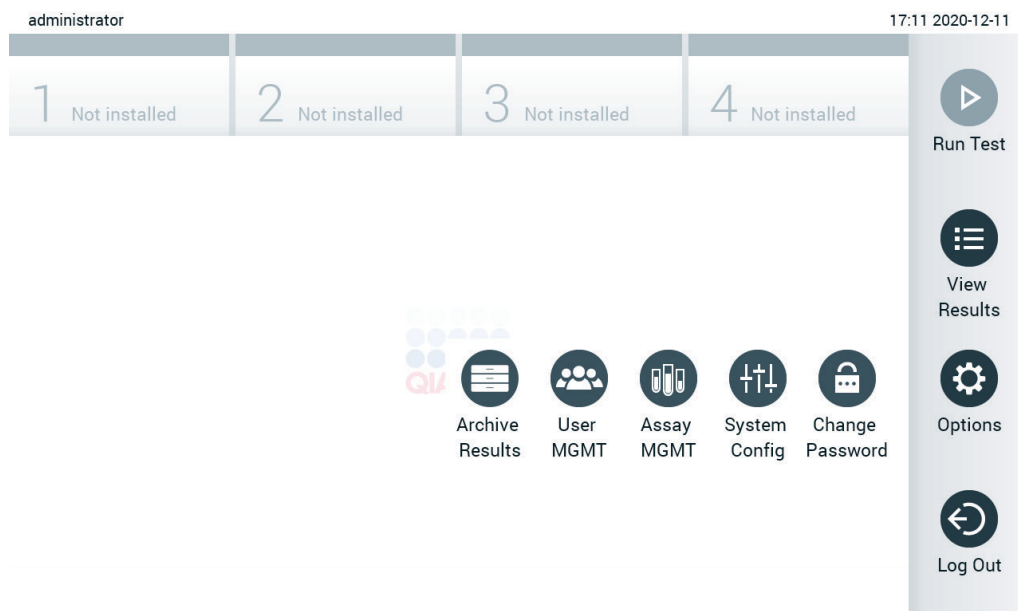 administrator
17:11 2020-12-11
1 Not installed
2 Not installed
3 Not installed
4 Not installed
Run Test
View
Results
Archive
Results
User
MGMT
Assay
MGMT
System
Config
Change
Password
Options
Log Out